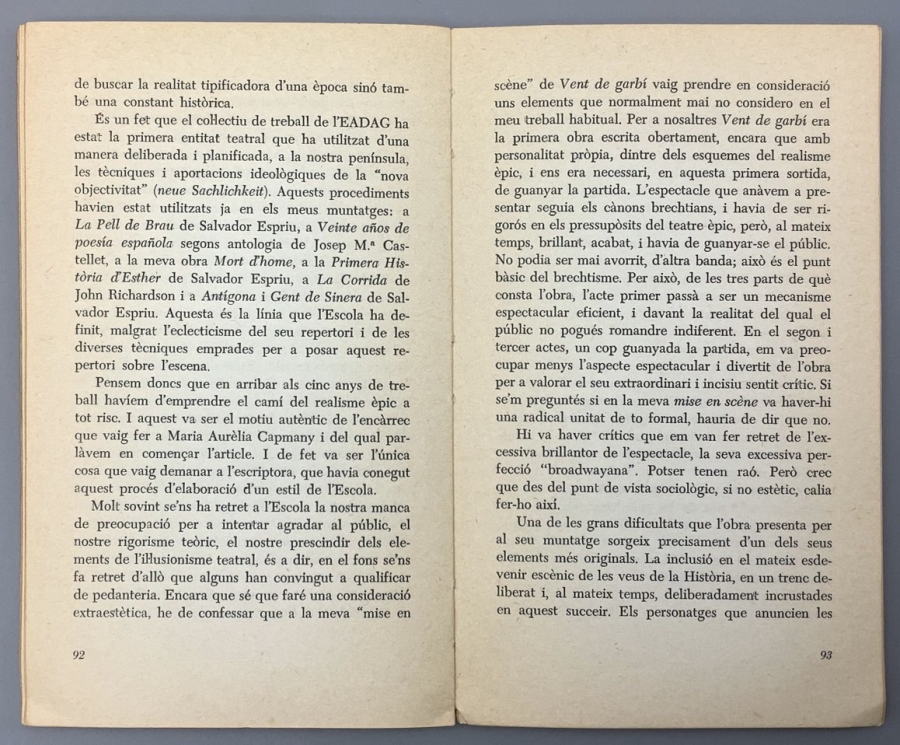 de buscar la realitat tipificadora d'una època sinó tam-
bé una constant històrica.
És un fet que el coŀlectiu de treball de l'EADAG ha
estat la primera entitat teatral que ha utilitzat d'una
manera deliberada i planificada, a la nostra península,
les tècniques i aportacions ideològiques de la "nova
objectivitat" (neue Sachlichkeit). Aquests procediments
havien estat utilitzats ja en els meus muntatges: a
La Pell de Brau de Salvador Espriu, a Veinte años de
poesía española segons antologia de Josep M.ª Cas-
tellet, a la meva obra Mort d'home, a la Primera His-
tòria d'Esther de Salvador Espriu, a La Corrida de
John Richardson i a Antígona i Gent de Sinera de Sal-
vador Espriu. Aquesta és la línia que l'Escola ha de-
finit, malgrat l'eclecticisme del seu repertori i de les
diverses tècniques emprades per a posar aquest re-
pertori sobre l'escena.
Pensem doncs que en arribar als cinc anys de tre-
ball havíem d'emprendre el camí del realisme èpic a
tot risc. I aquest va ser el motiu autèntic de l'encàrrec
que vaig fer a Maria Aurèlia Capmany i del qual par-
làvem en començar l'article. I de fet va ser l'única
cosa que vaig demanar a l'escriptora, que havia conegut
aquest procés d'elaboració d'un estil de l'Escola.
Molt sovint se'ns ha retret a l'Escola la nostra manca
de preocupació per a intentar agradar al públic, el
nostre rigorisme teòric, el nostre prescindir dels ele-
ments de l'iŀlusionisme teatral, és a dir, en el fons se'ns
fa retret d'allò que alguns han convingut a qualificar
de pedanteria. Encara que sé que faré una consideració
extraestètica, he de confessar que a la meva "mise en
92
scène" de Vent de garbí vaig prendre en consideració
uns elements que normalment mai no considero en el
meu treball habitual. Per a nosaltres Vent de garbí era
la primera obra escrita obertament, encara que amb
personalitat pròpia, dintre dels esquemes del realisme
èpic, i ens era necessari, en aquesta primera sortida,
de guanyar la partida. L'espectacle que anàvem a pre-
sentar seguia els cànons brechtians, i havia de ser ri-
gorós en els pressupòsits del teatre èpic, però, al mateix
temps, brillant, acabat, i havia de guanyar-se el públic.
No podia ser mai avorrit, d'altra banda; això és el punt
bàsic del brechtisme. Per això, de les tres parts de què
consta l'obra, l'acte primer passà a ser un mecanisme
espectacular eficient, i davant la realitat del qual el
públic no pogués romandre indiferent. En el segon i
tercer actes, un cop guanyada la partida, em va preo-
cupar menys l'aspecte espectacular i divertit de l'obra
per a valorar el seu extraordinari i incisiu sentit crític. Si
se'm preguntés si en la meva mise en scène va haver-hi
una radical unitat de to formal, hauria de dir que no.
Hi va haver crítics que em van fer retret de l'ex-
cessiva brillantor de l'espectacle, la seva excessiva per-
fecció "broadwayana". Potser tenen raó. Però crec
que des del punt de vista sociològic, si no estètic, calia
fer-ho així.
Una de les grans dificultats que l'obra presenta per
al seu muntatge sorgeix precisament d'un dels seus
elements més originals. La inclusió en el mateix esde-
venir escènic de les veus de la Història, en un trenc de-
liberat i, al mateix temps, deliberadament incrustades
en aquest succeir. Els personatges que anuncien les
93